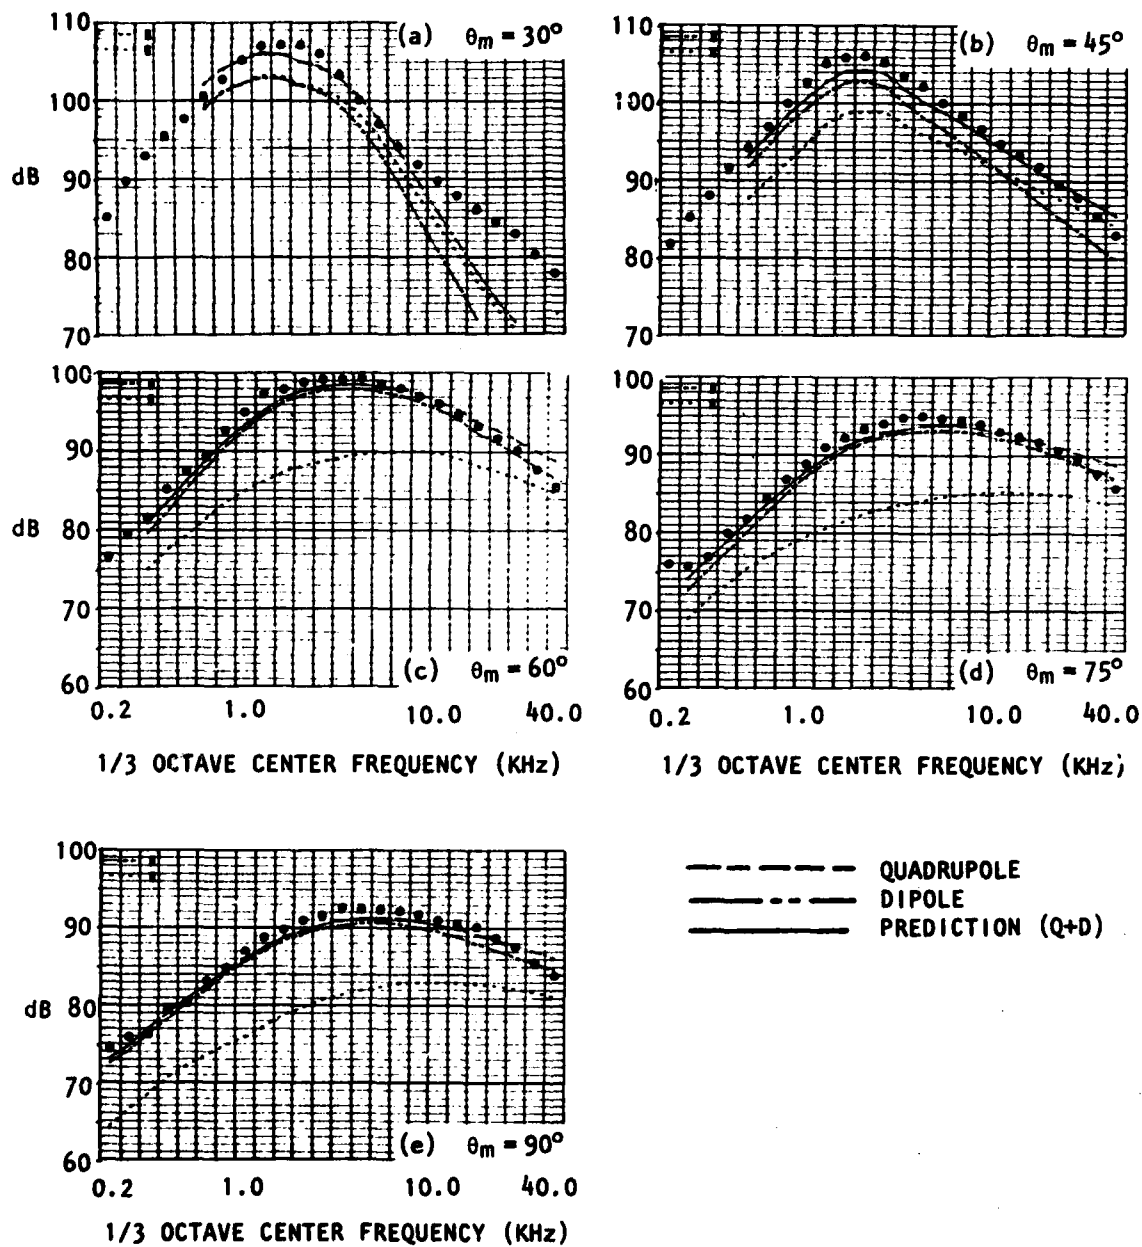 110
100
90
80
70
dB
(a) θm = 30°
110
100
90
80
70
(b) θm = 45°
100
90
80
70
60
dB
(c) θm = 60°
0.2 1.0 10.0 40.0
1/3 OCTAVE CENTER FREQUENCY (KHz)
100
90
80
70
60
(d) θm = 75°
0.2 1.0 10.0 40.0
1/3 OCTAVE CENTER FREQUENCY (KHz)
100
90
80
70
60
dB
(e) θm = 90°
0.2 1.0 10.0 40.0
1/3 OCTAVE CENTER FREQUENCY (KHz)
QUADRUPOLE
DIPOLE
PREDICTION (Q+D)